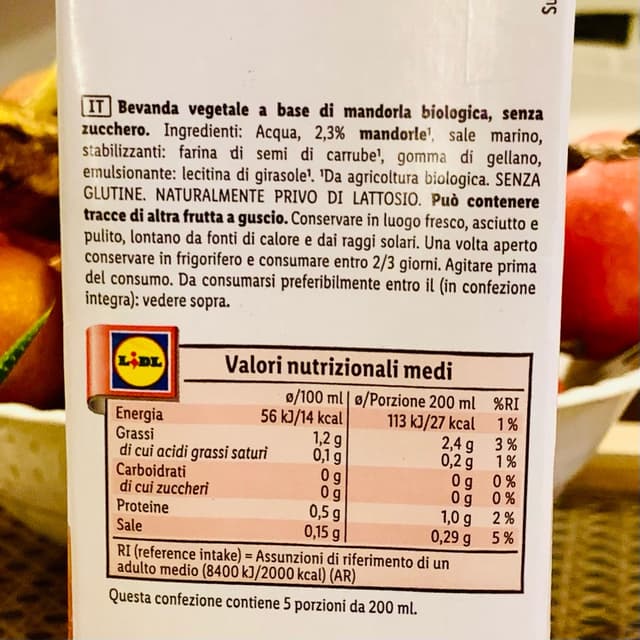 Su
IT Bevanda vegetale a base di mandorla biologica, senza
zucchero. Ingredienti: Acqua, 2,3% mandorle¹, sale marino,
stabilizzanti: farina di semi di carrube¹, gomma di gellano,
emulsionante: lecitina di girasole¹. ¹Da agricoltura biologica. SENZA
GLUTINE. NATURALMENTE PRIVO DI LATTOSIO. Può contenere
tracce di altra frutta a guscio. Conservare in luogo fresco, asciutto e
pulito, lontano da fonti di calore e dai raggi solari. Una volta aperto
conservare in frigorifero e consumare entro 2/3 giorni. Agitare prima
del consumo. Da consumarsi preferibilmente entro il (in confezione
integra): vedere sopra.
LIDL
Valori nutrizionali medi
ø/100 ml ø/Porzione 200 ml %RI
Energia 56 kJ/14 kcal 113 kJ/27 kcal 1%
Grassi 1,2 g 2,4 g 3%
di cui acidi grassi saturi 0,1 g 0,2 g 1%
Carboidrati 0 g 0 g 0%
di cui zuccheri 0 g 0 g 0%
Proteine 0,5 g 1,0 g 2%
Sale 0,15 g 0,29 g 5%
RI (reference intake) = Assunzioni di riferimento di un
adulto medio (8400 kJ/2000 kcal) (AR)
Questa confezione contiene 5 porzioni da 200 ml.